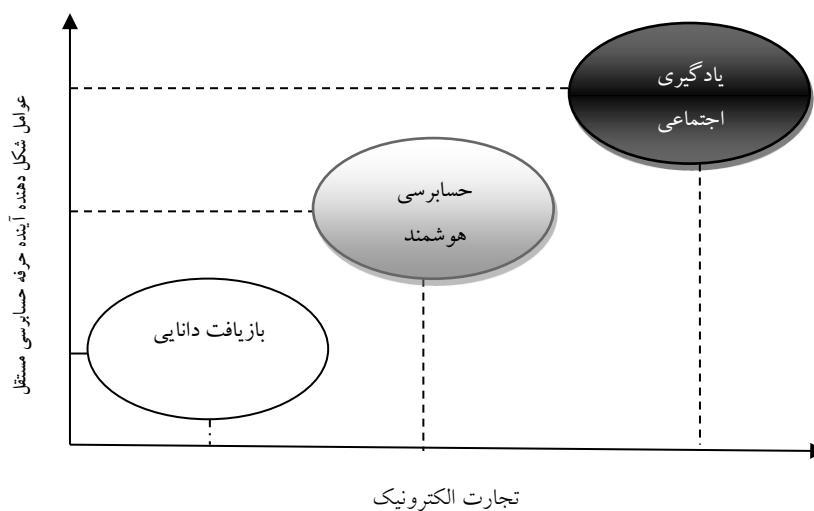 یادگیری
اجتماعی
حسابرسی
هوشمند
بازیافت دانایی
عوامل شکل دهنده آینده حرفه حسابرسی مستقل
تجارت الکترونیک